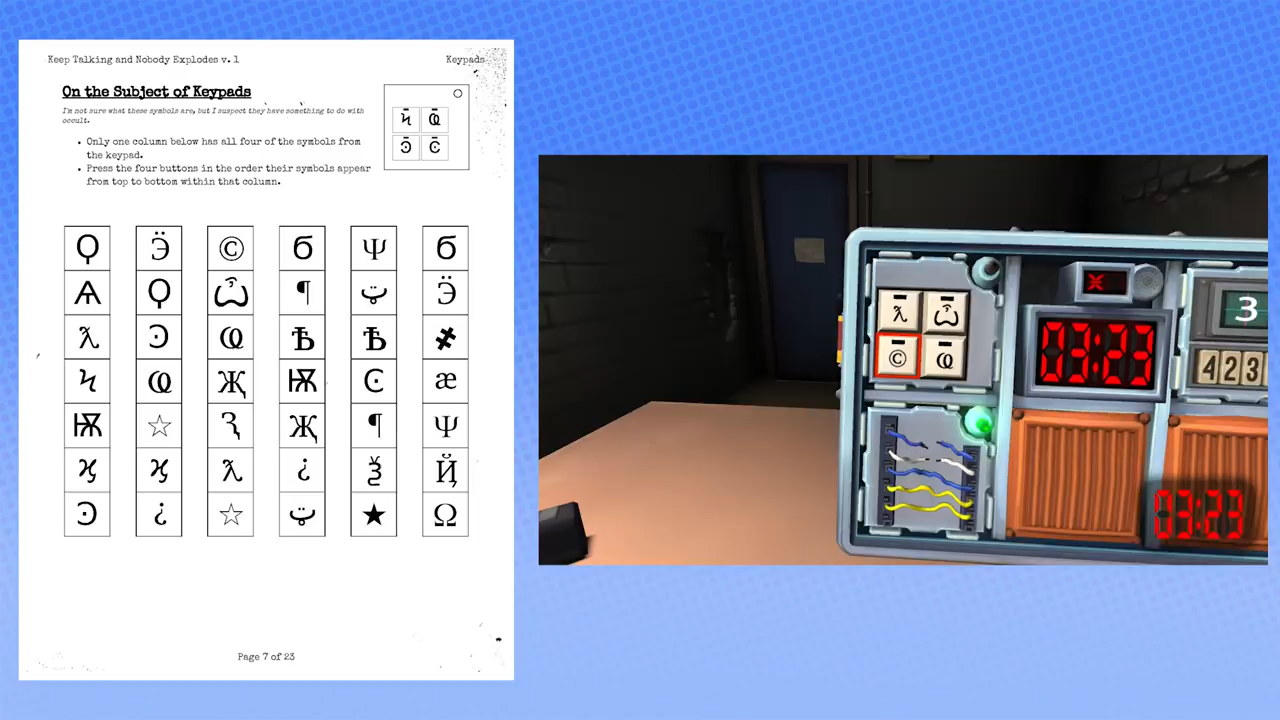 Keep Talking and Nobody Explodes v. 1
Keypads
On the Subject of Keypads
I'm not sure what these symbols are, but I suspect they have something to do with
occult.
• Only one column below has all four of the symbols from
the keypad.
• Press the four buttons in the order their symbols appear
from top to bottom within that column.
Ϙ Ӭ © б Ψ б
Ѧ Ϙ Ѽ ¶ ټ Ӭ
ƛ Ͽ Ҩ Ѣ Ѣ ҂
Ϟ Ҩ Җ Ѭ Ͼ æ
Ѭ ☆ Ԇ Җ ¶ Ψ
ϗ ϗ ƛ ¿ Ѯ Ҋ
Ͽ ¿ ☆ ټ ★ Ω
Page 7 of 23
ƛ Ѽ
© Ҩ
X
03:23
3
423
03:23